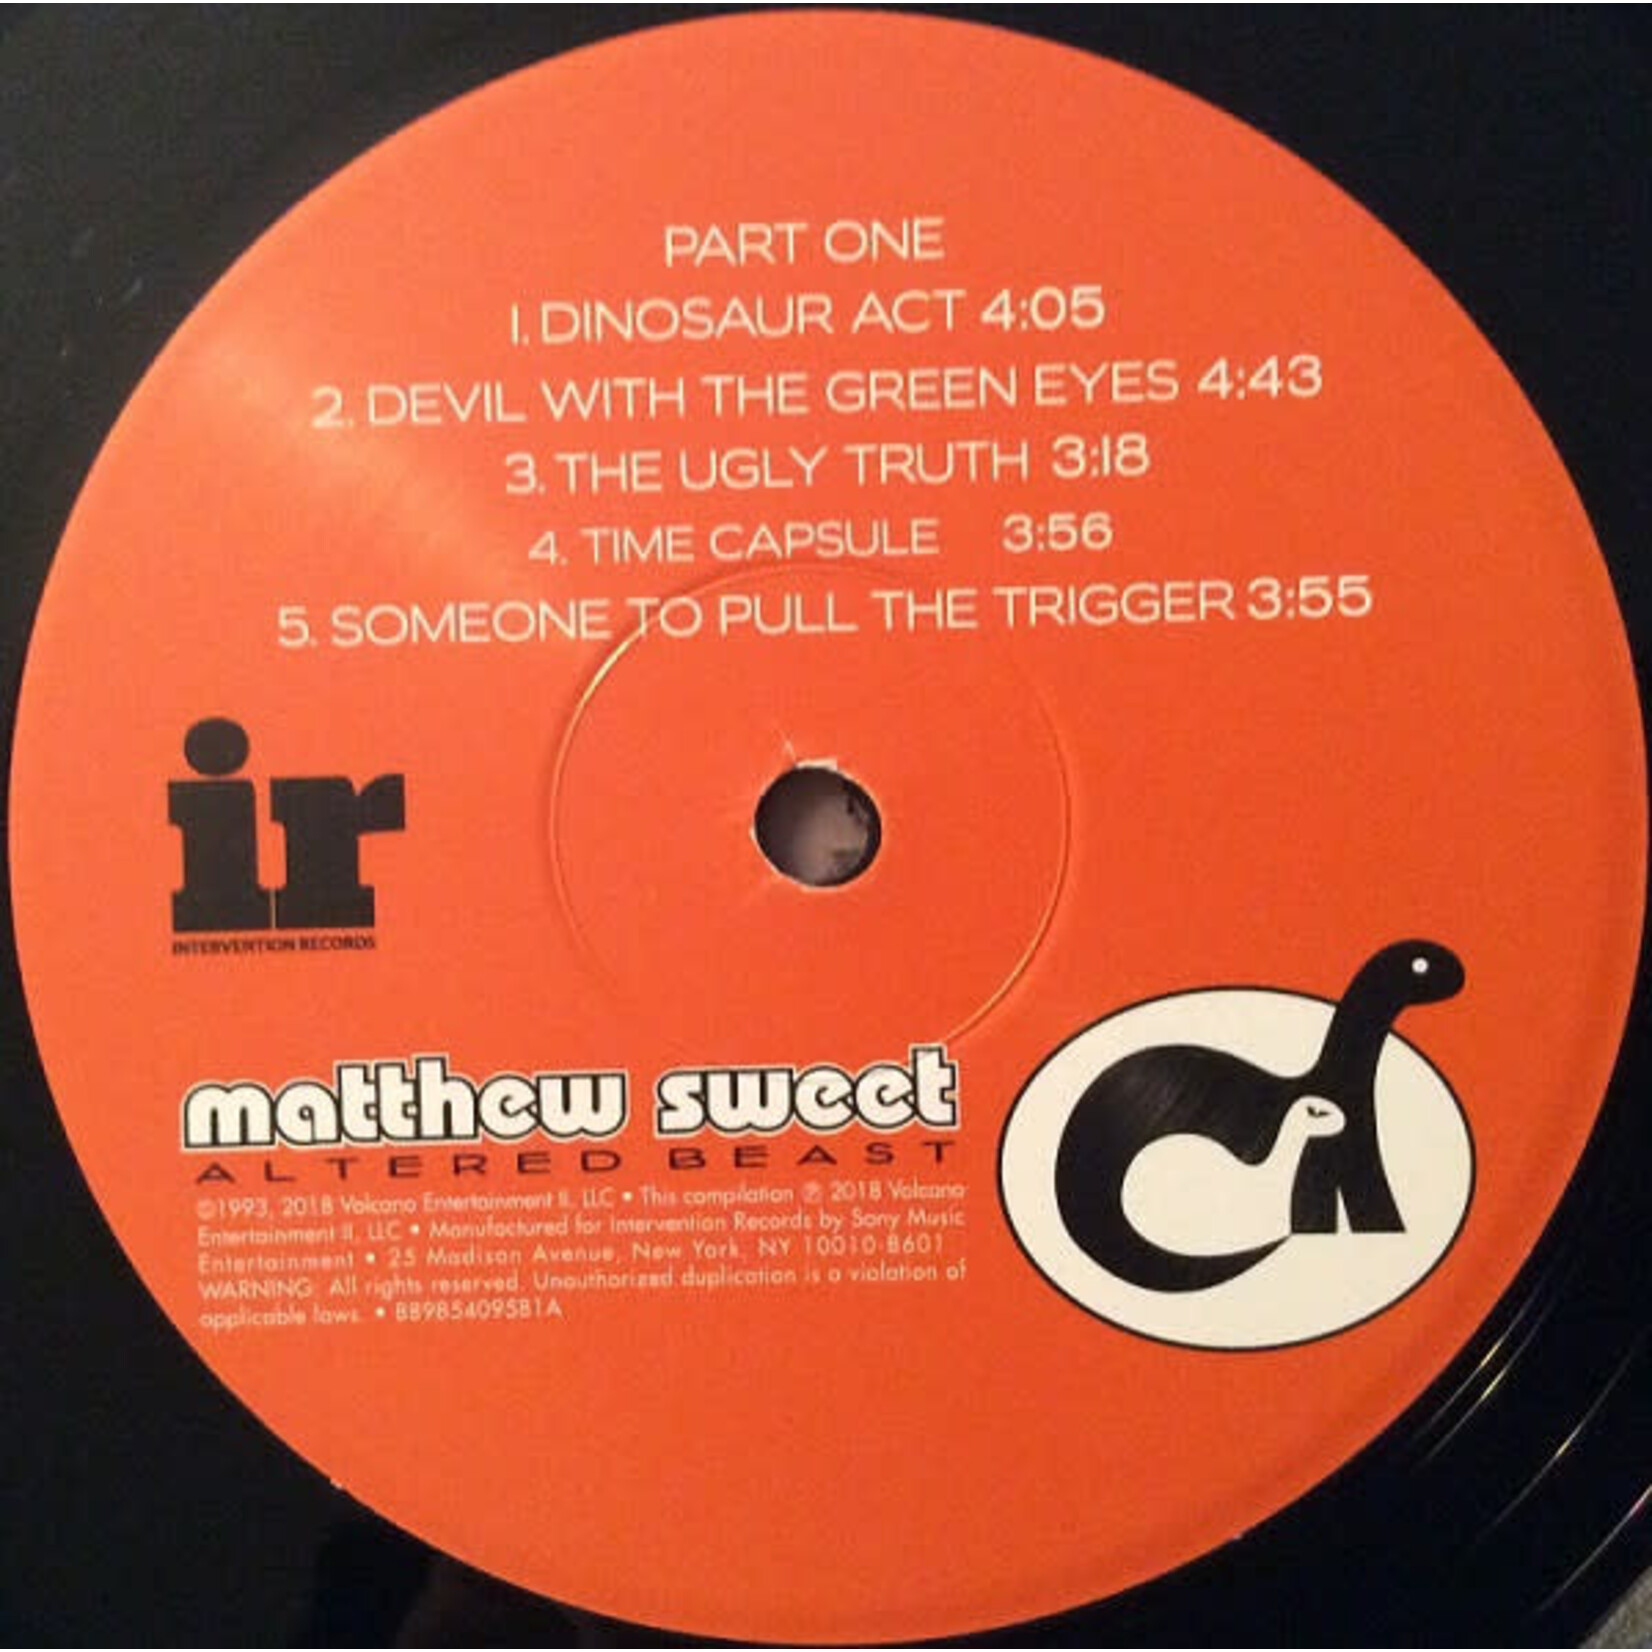 PART ONE
1. DINOSAUR ACT 4:05
2. DEVIL WITH THE GREEN EYES 4:43
3. THE UGLY TRUTH 3:18
4. TIME CAPSULE 3:56
5. SOMEONE TO PULL THE TRIGGER 3:55
ir
INTERVENTION RECORDS
matthew sweet
ALTERED BEAST
©1993, 2018 Volcano Entertainment II, LLC • This compilation ℗ 2018 Volcano
Entertainment II, LLC • Manufactured for Intervention Records by Sony Music
Entertainment • 25 Madison Avenue, New York, NY 10010-8601
WARNING: All rights reserved. Unauthorized duplication is a violation of
applicable laws. • 88985409581A